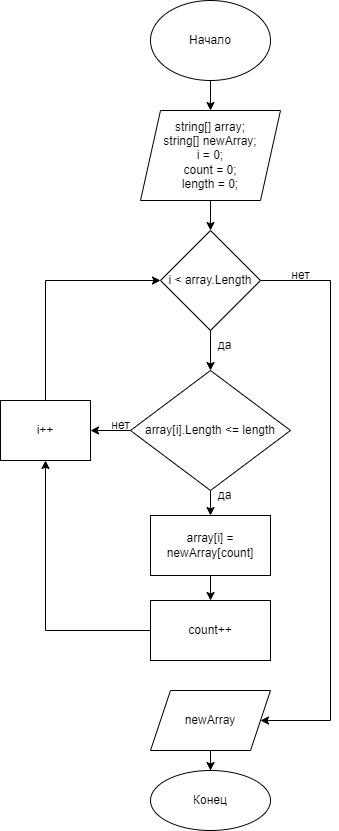 Начало
string[] array;
string[] newArray;
i = 0;
count = 0;
length = 0;
i < array.Length
нет
да
array[i].Length <= length
нет
i++
да
array[i] =
newArray[count]
count++
newArray
Конец